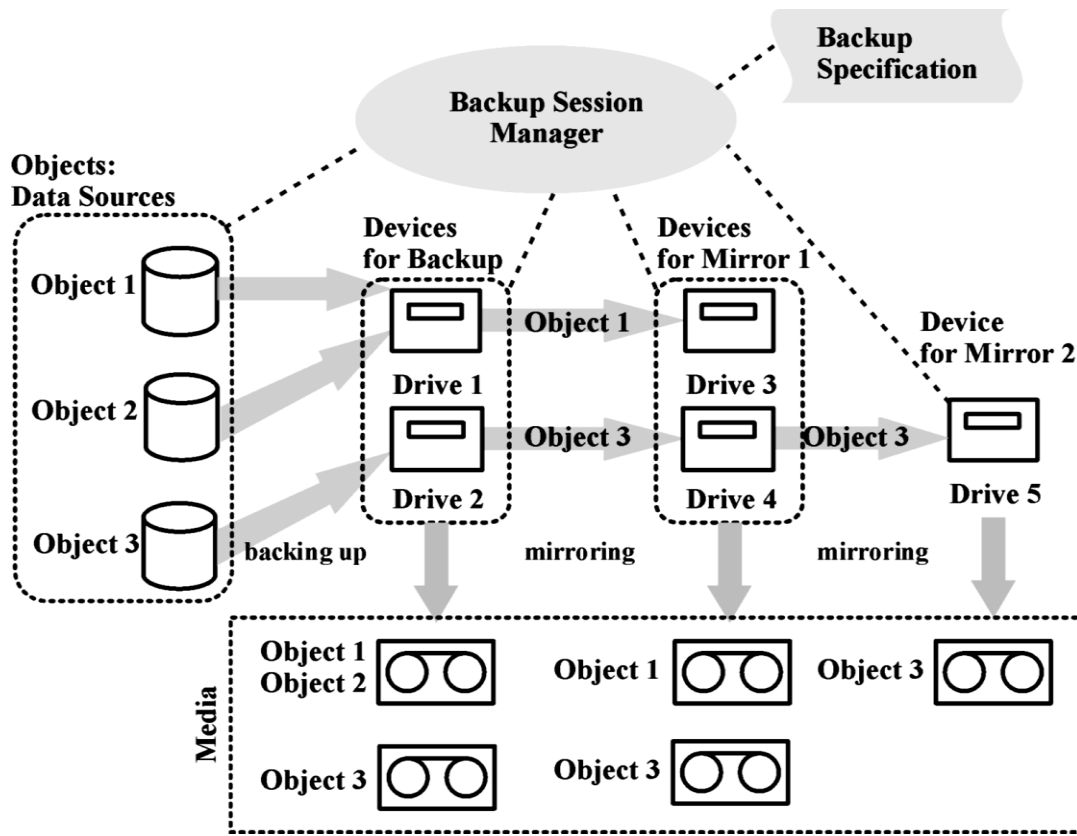 Backup
Specification
Backup Session
Manager
Objects:
Data Sources
Devices
for Backup
Devices
for Mirror 1
Device
for Mirror 2
Object 1
Object 1
Drive 1
Drive 3
Object 2
Object 3
Object 3
Drive 2
Drive 4
Drive 5
Object 3
backing up
mirroring
mirroring
Media
Object 1
Object 2
Object 1
Object 3
Object 3
Object 3